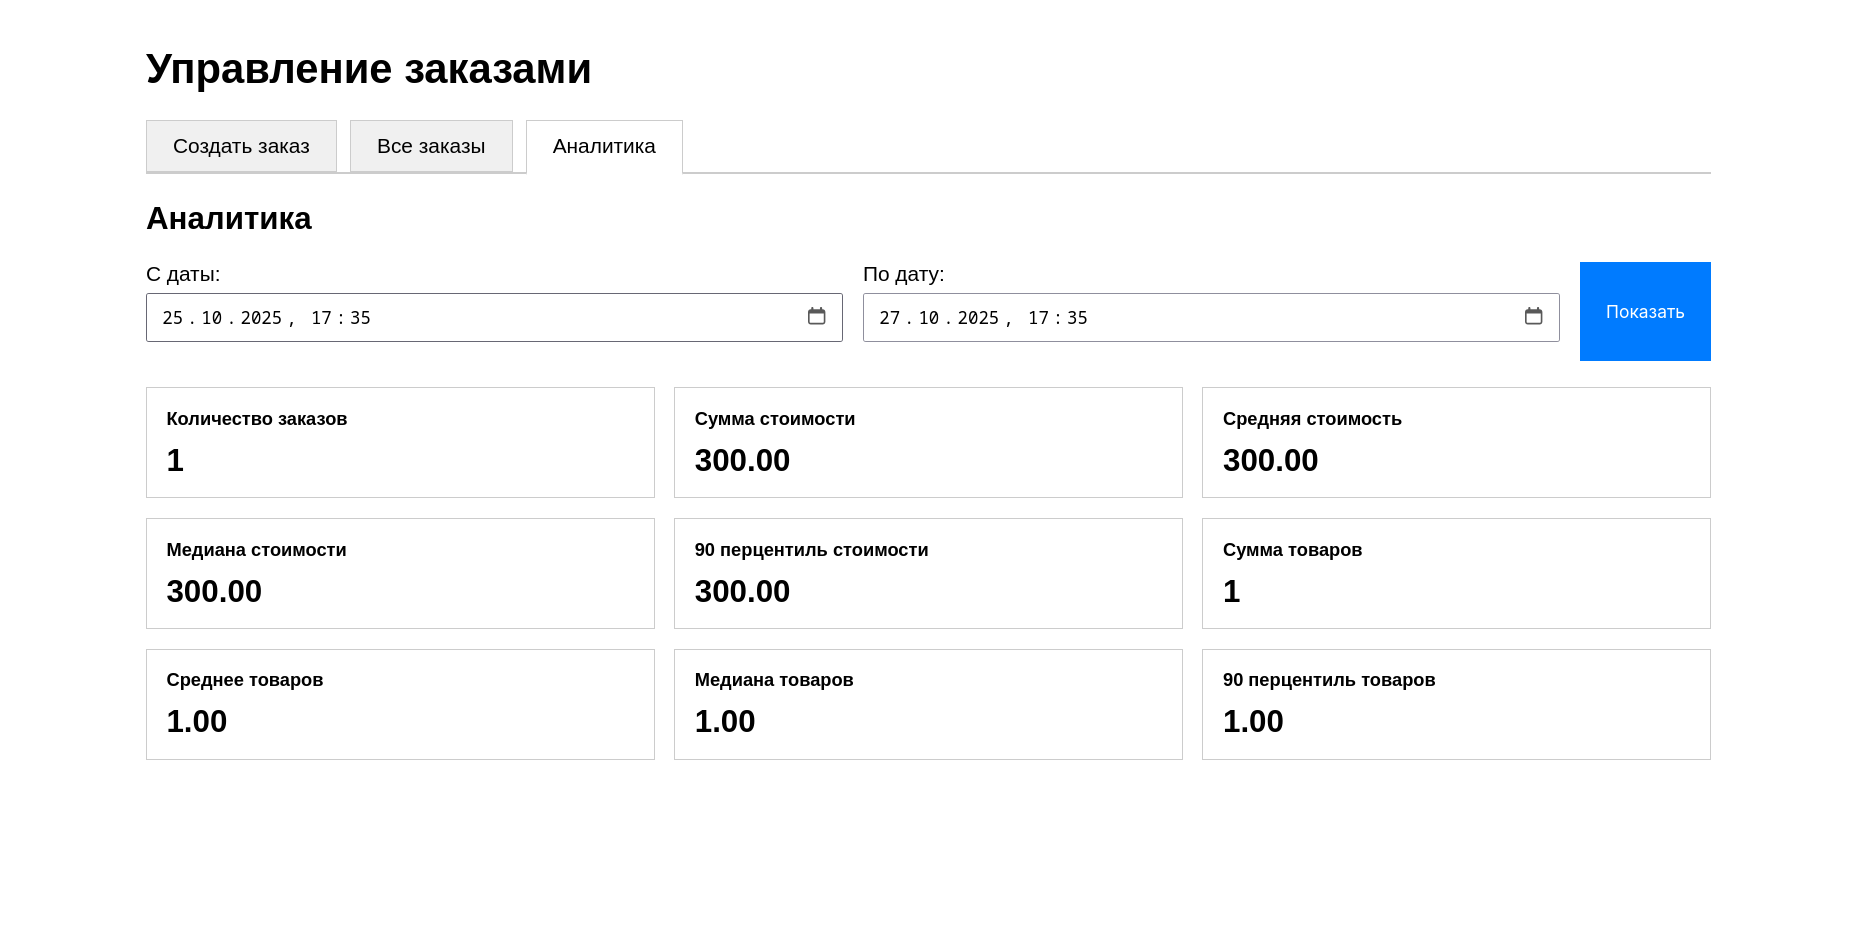 Управление заказами
Создать заказ Все заказы Аналитика
Аналитика
С даты: По дату:
25.10.2025, 17:35 27.10.2025, 17:35 Показать
Количество заказов Сумма стоимости Средняя стоимость
1 300.00 300.00
Медиана стоимости 90 перцентиль стоимости Сумма товаров
300.00 300.00 1
Среднее товаров Медиана товаров 90 перцентиль товаров
1.00 1.00 1.00